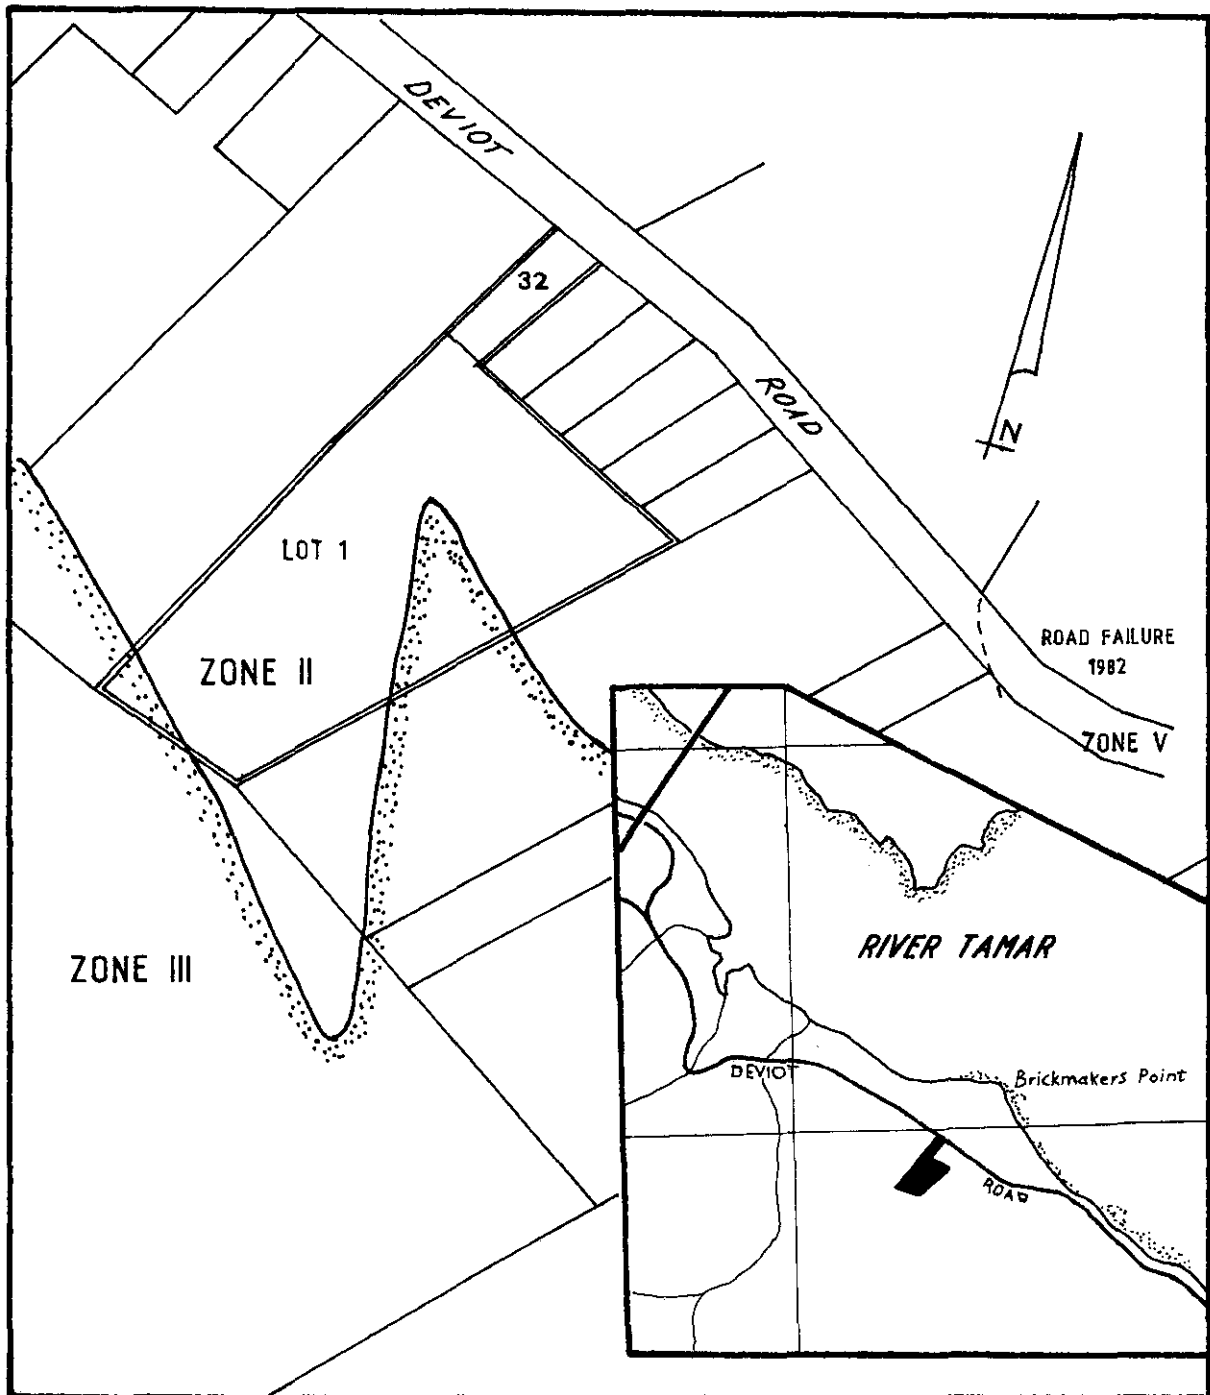 DEVIOT
32
ROAD
N
LOT 1
ROAD FAILURE
1982
ZONE II
ZONE V
RIVER TAMAR
ZONE III
DEVIOT
Brickmakers Point
ROAD